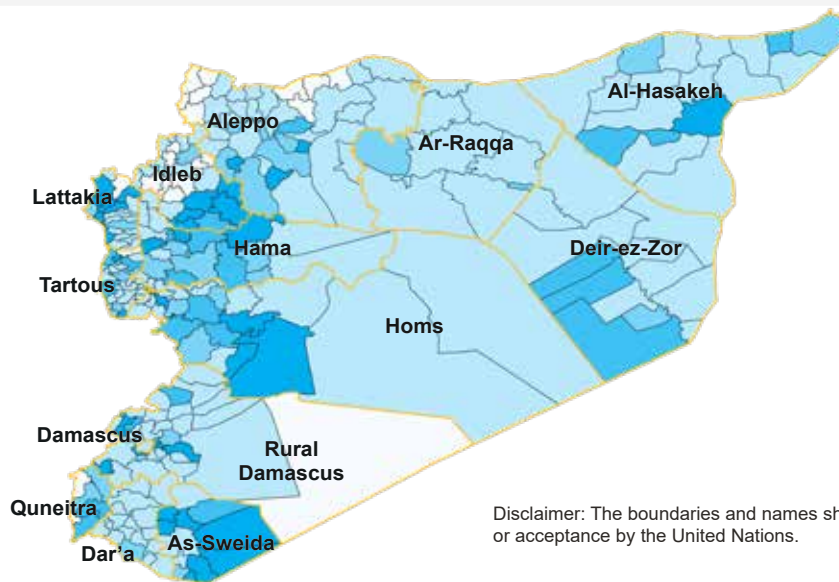 Al-Hasakeh
Aleppo
Ar-Raqqa
Idleb
Lattakia
Hama
Deir-ez-Zor
Tartous
Homs
Damascus
Rural
Damascus
Quneitra
Dar'a
As-Sweida
Disclaimer: The boundaries and names
or acceptance by the United Nations.